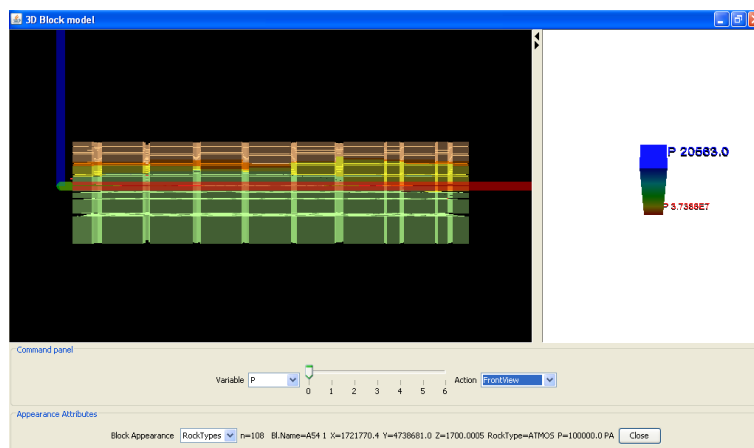 3D Block model
P 20563.0
P 3.7388E7
Command panel
Variable P 0 1 2 3 4 5 6 Action FrontView
Appearance Attributes
Block Appearance RockTypes n=108 Bl.Name=A54 1 X=1721770.4 Y=4738681.0 Z=1700.0005 RockType=ATMOS P=100000.0 PA Close